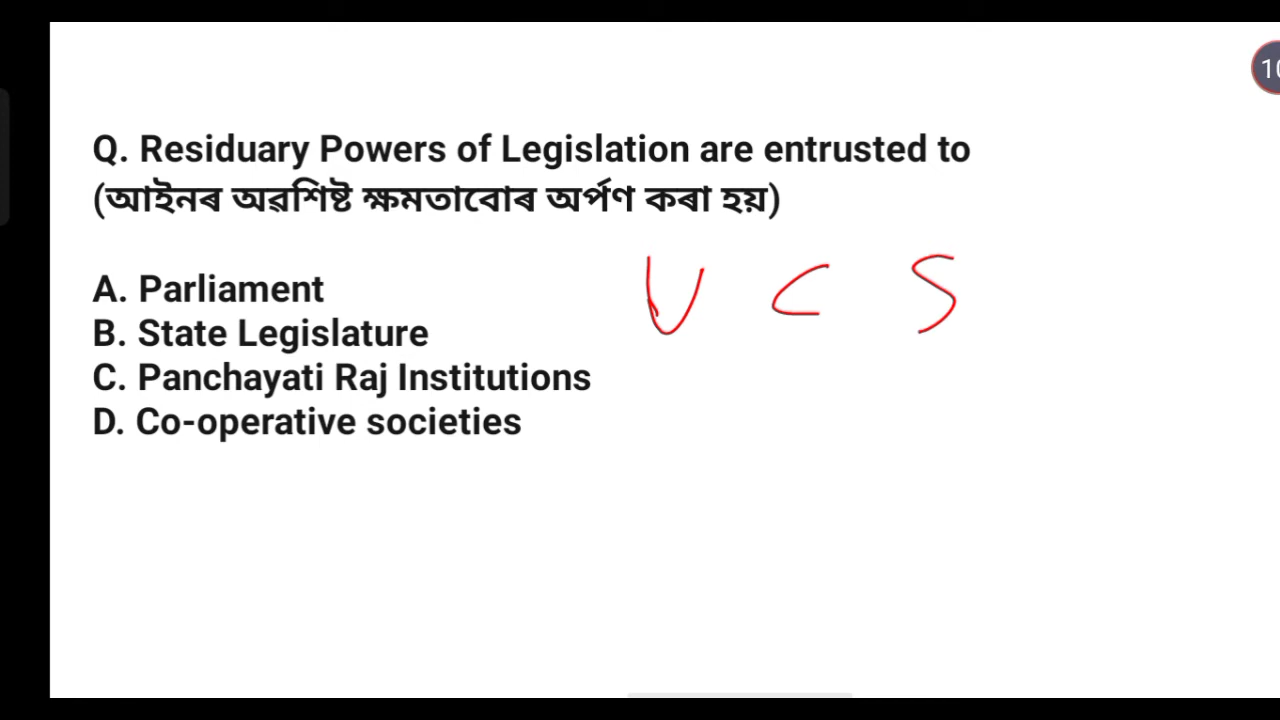 10
Q. Residuary Powers of Legislation are entrusted to
(আইনৰ অৱশিষ্ট ক্ষমতাবোৰ অৰ্পণ কৰা হয়)
U C S
A. Parliament
B. State Legislature
C. Panchayati Raj Institutions
D. Co-operative societies